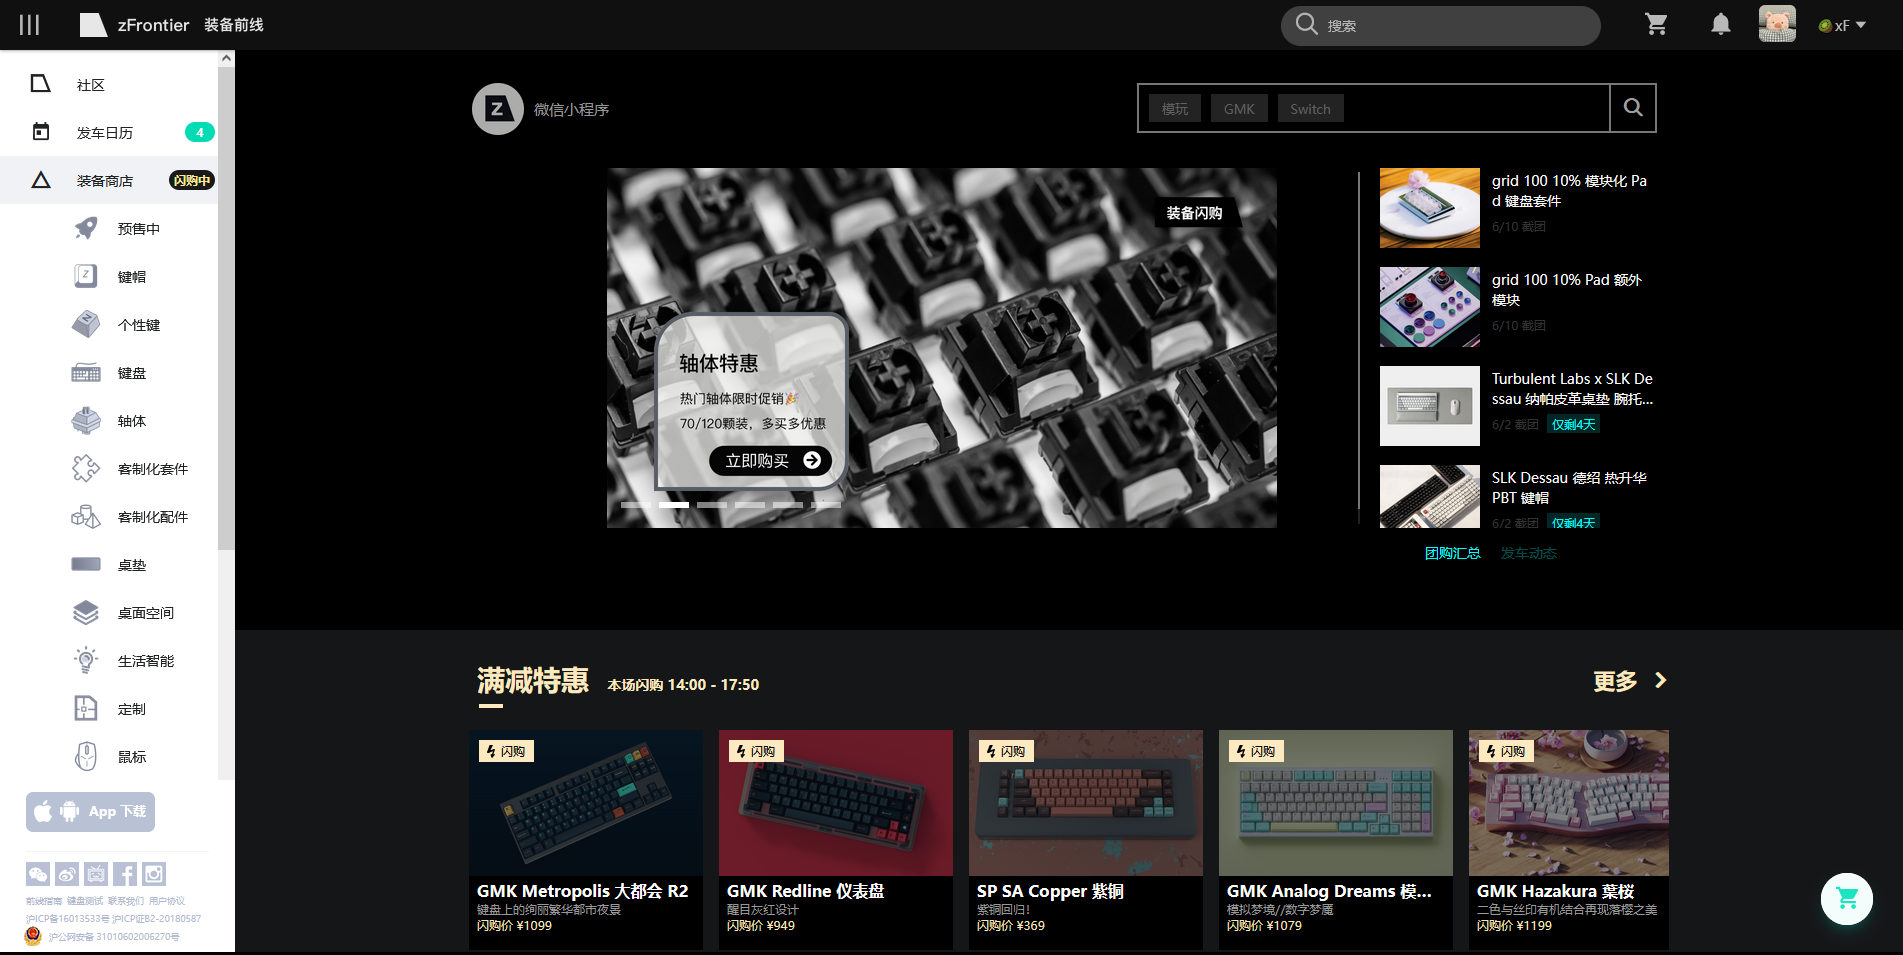 zFrontier 装备前线
搜索
xF
社区
发车日历
4
装备商店
闪购中
预售中
键帽
个性键
键盘
轴体
客制化套件
客制化配件
桌垫
桌面空间
生活智能
定制
鼠标
App 下载
前线指南 键盘测试 联系我们 用户协议
沪ICP备16013533号 沪ICP证B2-20180587
沪公网安备 31010602006270号
微信小程序
模玩
GMK
Switch
装备闪购
轴体特惠
热门轴体限时促销🎉
70/120颗装，多买多优惠
立即购买
grid 100 10% 模块化 Pa
d 键盘套件
6/10 截团
grid 100 10% Pad 额外
模块
6/10 截团
Turbulent Labs x SLK De
ssau 纳帕皮革桌垫 腕托...
6/2 截团 仅剩4天
SLK Dessau 德绍 热升华
PBT 键帽
6/2 截团 仅剩4天
团购汇总
发车动态
满减特惠
本场闪购 14:00 - 17:50
更多
闪购
GMK Metropolis 大都会 R2
键盘上的绚丽繁华都市夜景
闪购价 ¥1099
闪购
GMK Redline 仪表盘
醒目灰红设计
闪购价 ¥949
闪购
SP SA Copper 紫铜
紫铜回归！
闪购价 ¥369
闪购
GMK Analog Dreams 模...
模拟梦境//数字梦魇
闪购价 ¥1079
闪购
GMK Hazakura 葉桜
二色与丝印有机结合再现落樱之美
闪购价 ¥1199